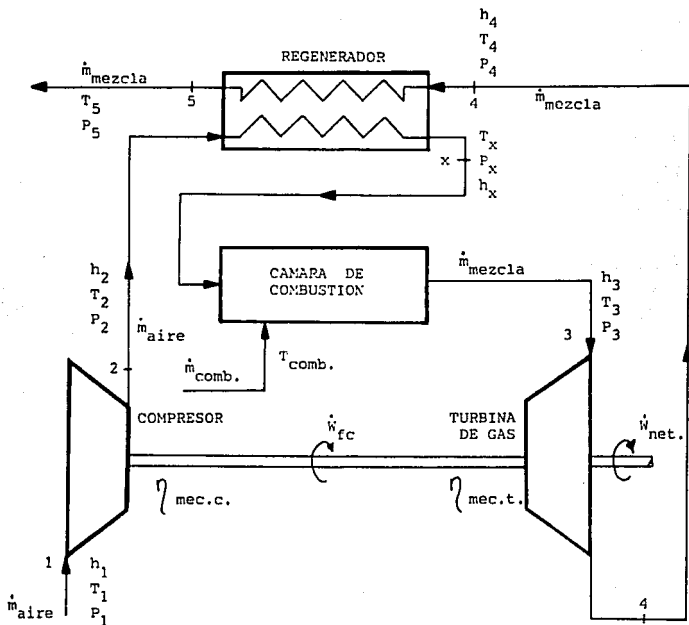 REGENERADOR
h4
T4
P4
ṁmezcla
T5
P5
5
4
ṁmezcla
x
Tx
Px
hx
CAMARA DE
COMBUSTION
ṁmezcla
h2
T2
P2
ṁaire
2
h3
T3
P3
3
ṁcomb.
Tcomb.
COMPRESOR
Ẇfc
TURBINA
DE GAS
Ẇnet.
η mec.c.
η mec.t.
1
h1
T1
P1
ṁaire
4